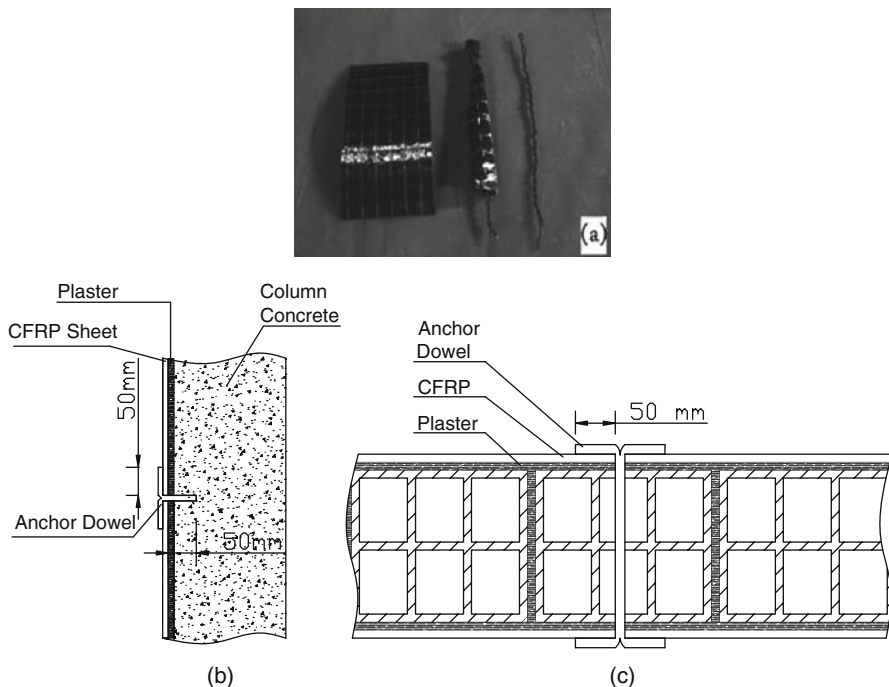 (a)
Plaster
CFRP Sheet
Column
Concrete
50mm
Anchor Dowel
50mm
(b)
Anchor
Dowel
CFRP
Plaster
50 mm
(c)